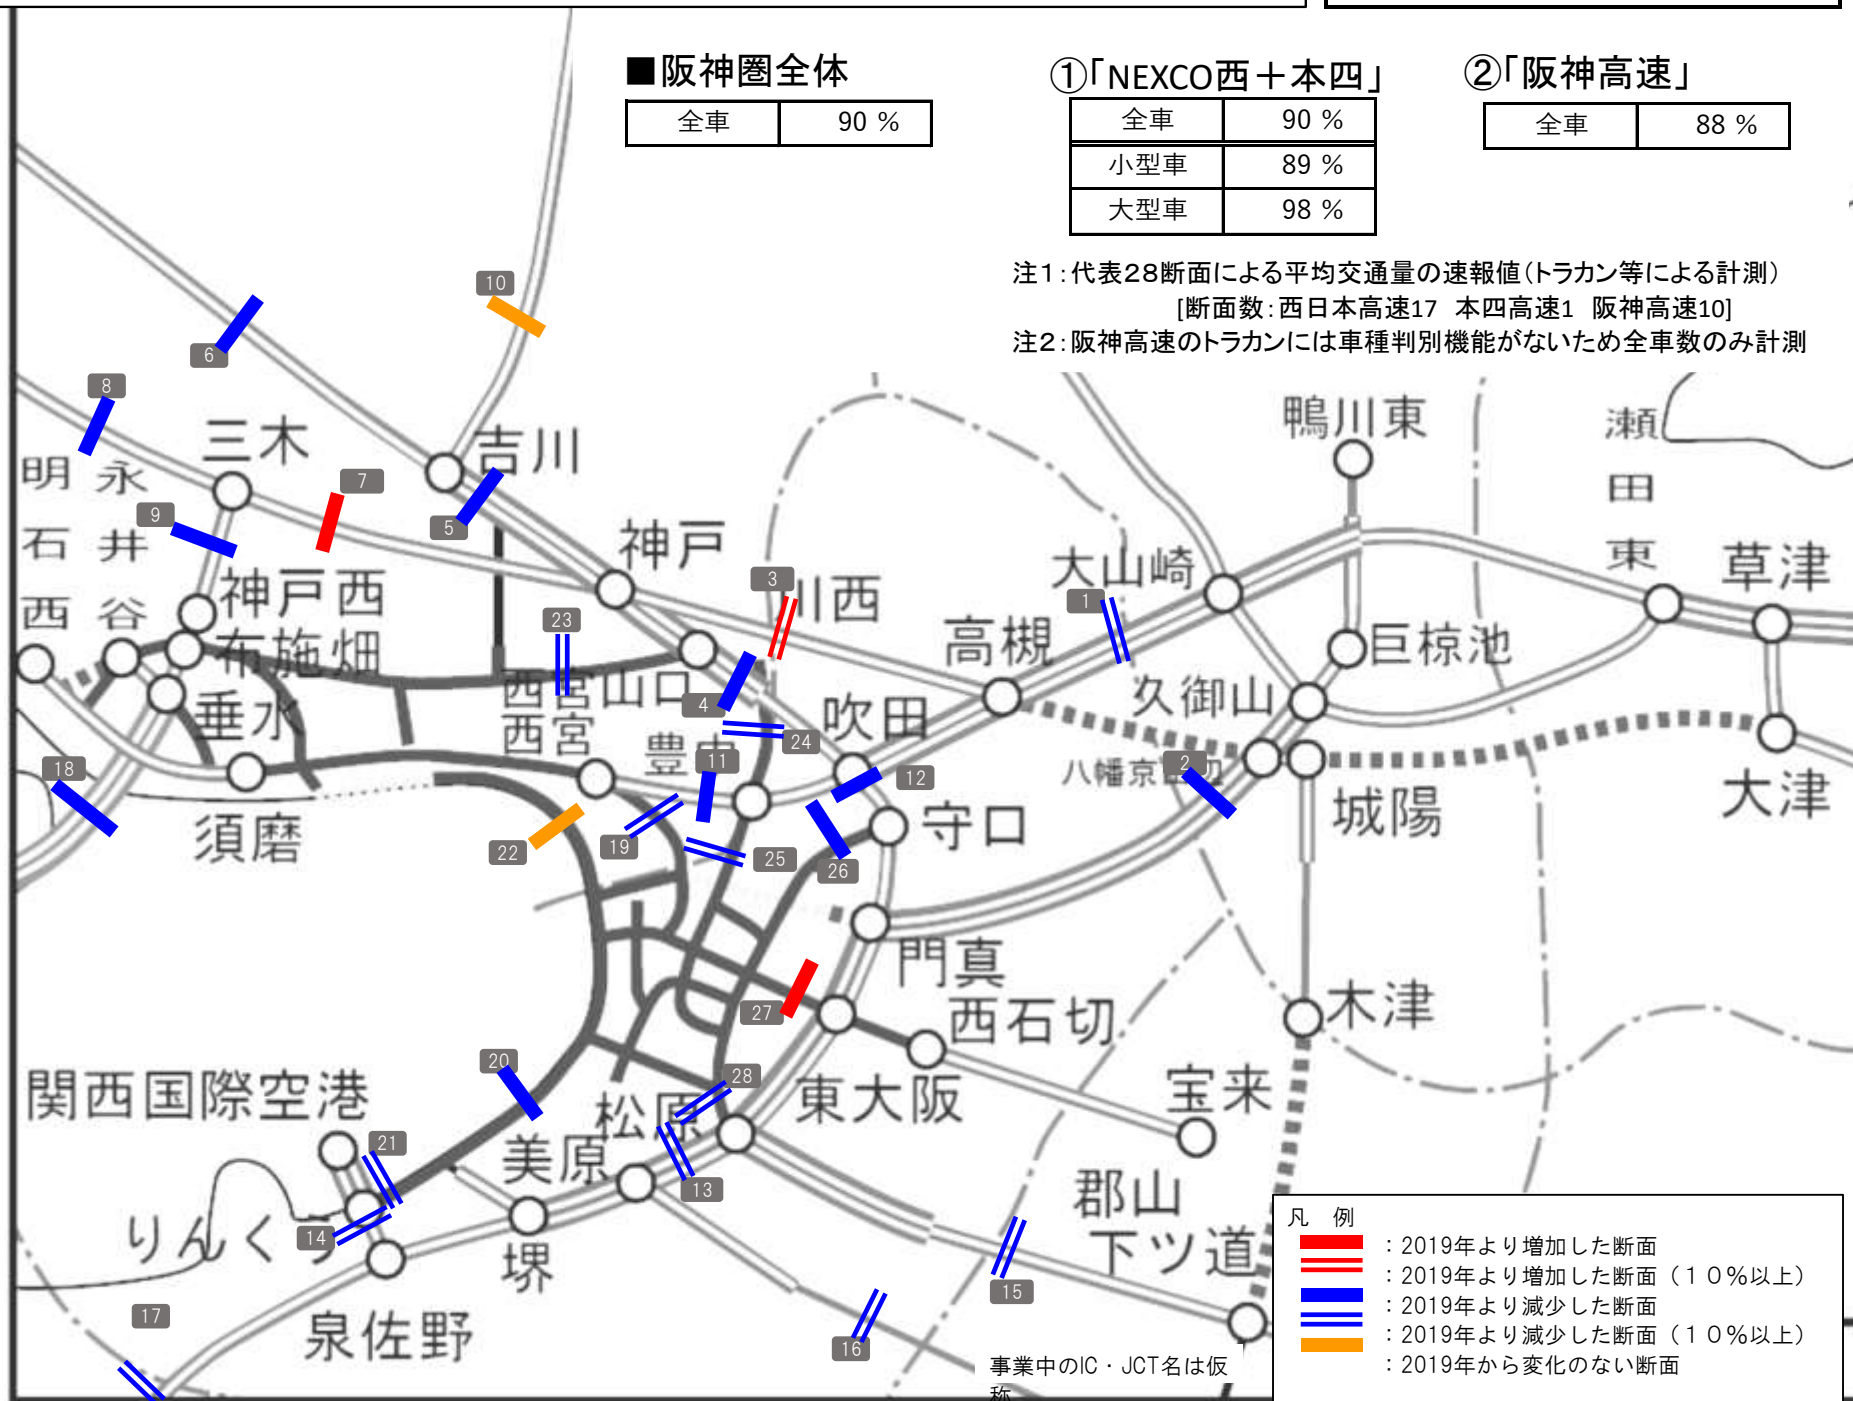 ■阪神圏全体
全車 90 %
①「NEXCO西＋本四」
全車 90 %
小型車 89 %
大型車 98 %
②「阪神高速」
全車 88 %
注1：代表28断面による平均交通量の速報値（トラカン等による計測）
[断面数：西日本高速17 本四高速1 阪神高速10]
注2：阪神高速のトラカンには車種判別機能がないため全車数のみ計測
10
6
8
三木
吉川
鴨川東
瀬田東
明石西
永井谷
7
9
5
神戸
大山崎
草津
神戸西
3
川西
1
23
布施畑
高槻
巨椋池
西宮山口
久御山
垂水
4
吹田
西宮
豊中
24
11
18
12
八幡京田辺
2
大津
須磨
22
19
25
26
守口
城陽
門真
27
西石切
木津
20
28
関西国際空港
松原
東大阪
宝来
21
美原
13
郡山下ツ道
りんくう
14
堺
15
17
泉佐野
16
事業中のIC・JCT名は仮
称
凡 例
：2019年より増加した断面
：2019年より増加した断面（１０％以上）
：2019年より減少した断面
：2019年より減少した断面（１０％以上）
：2019年から変化のない断面